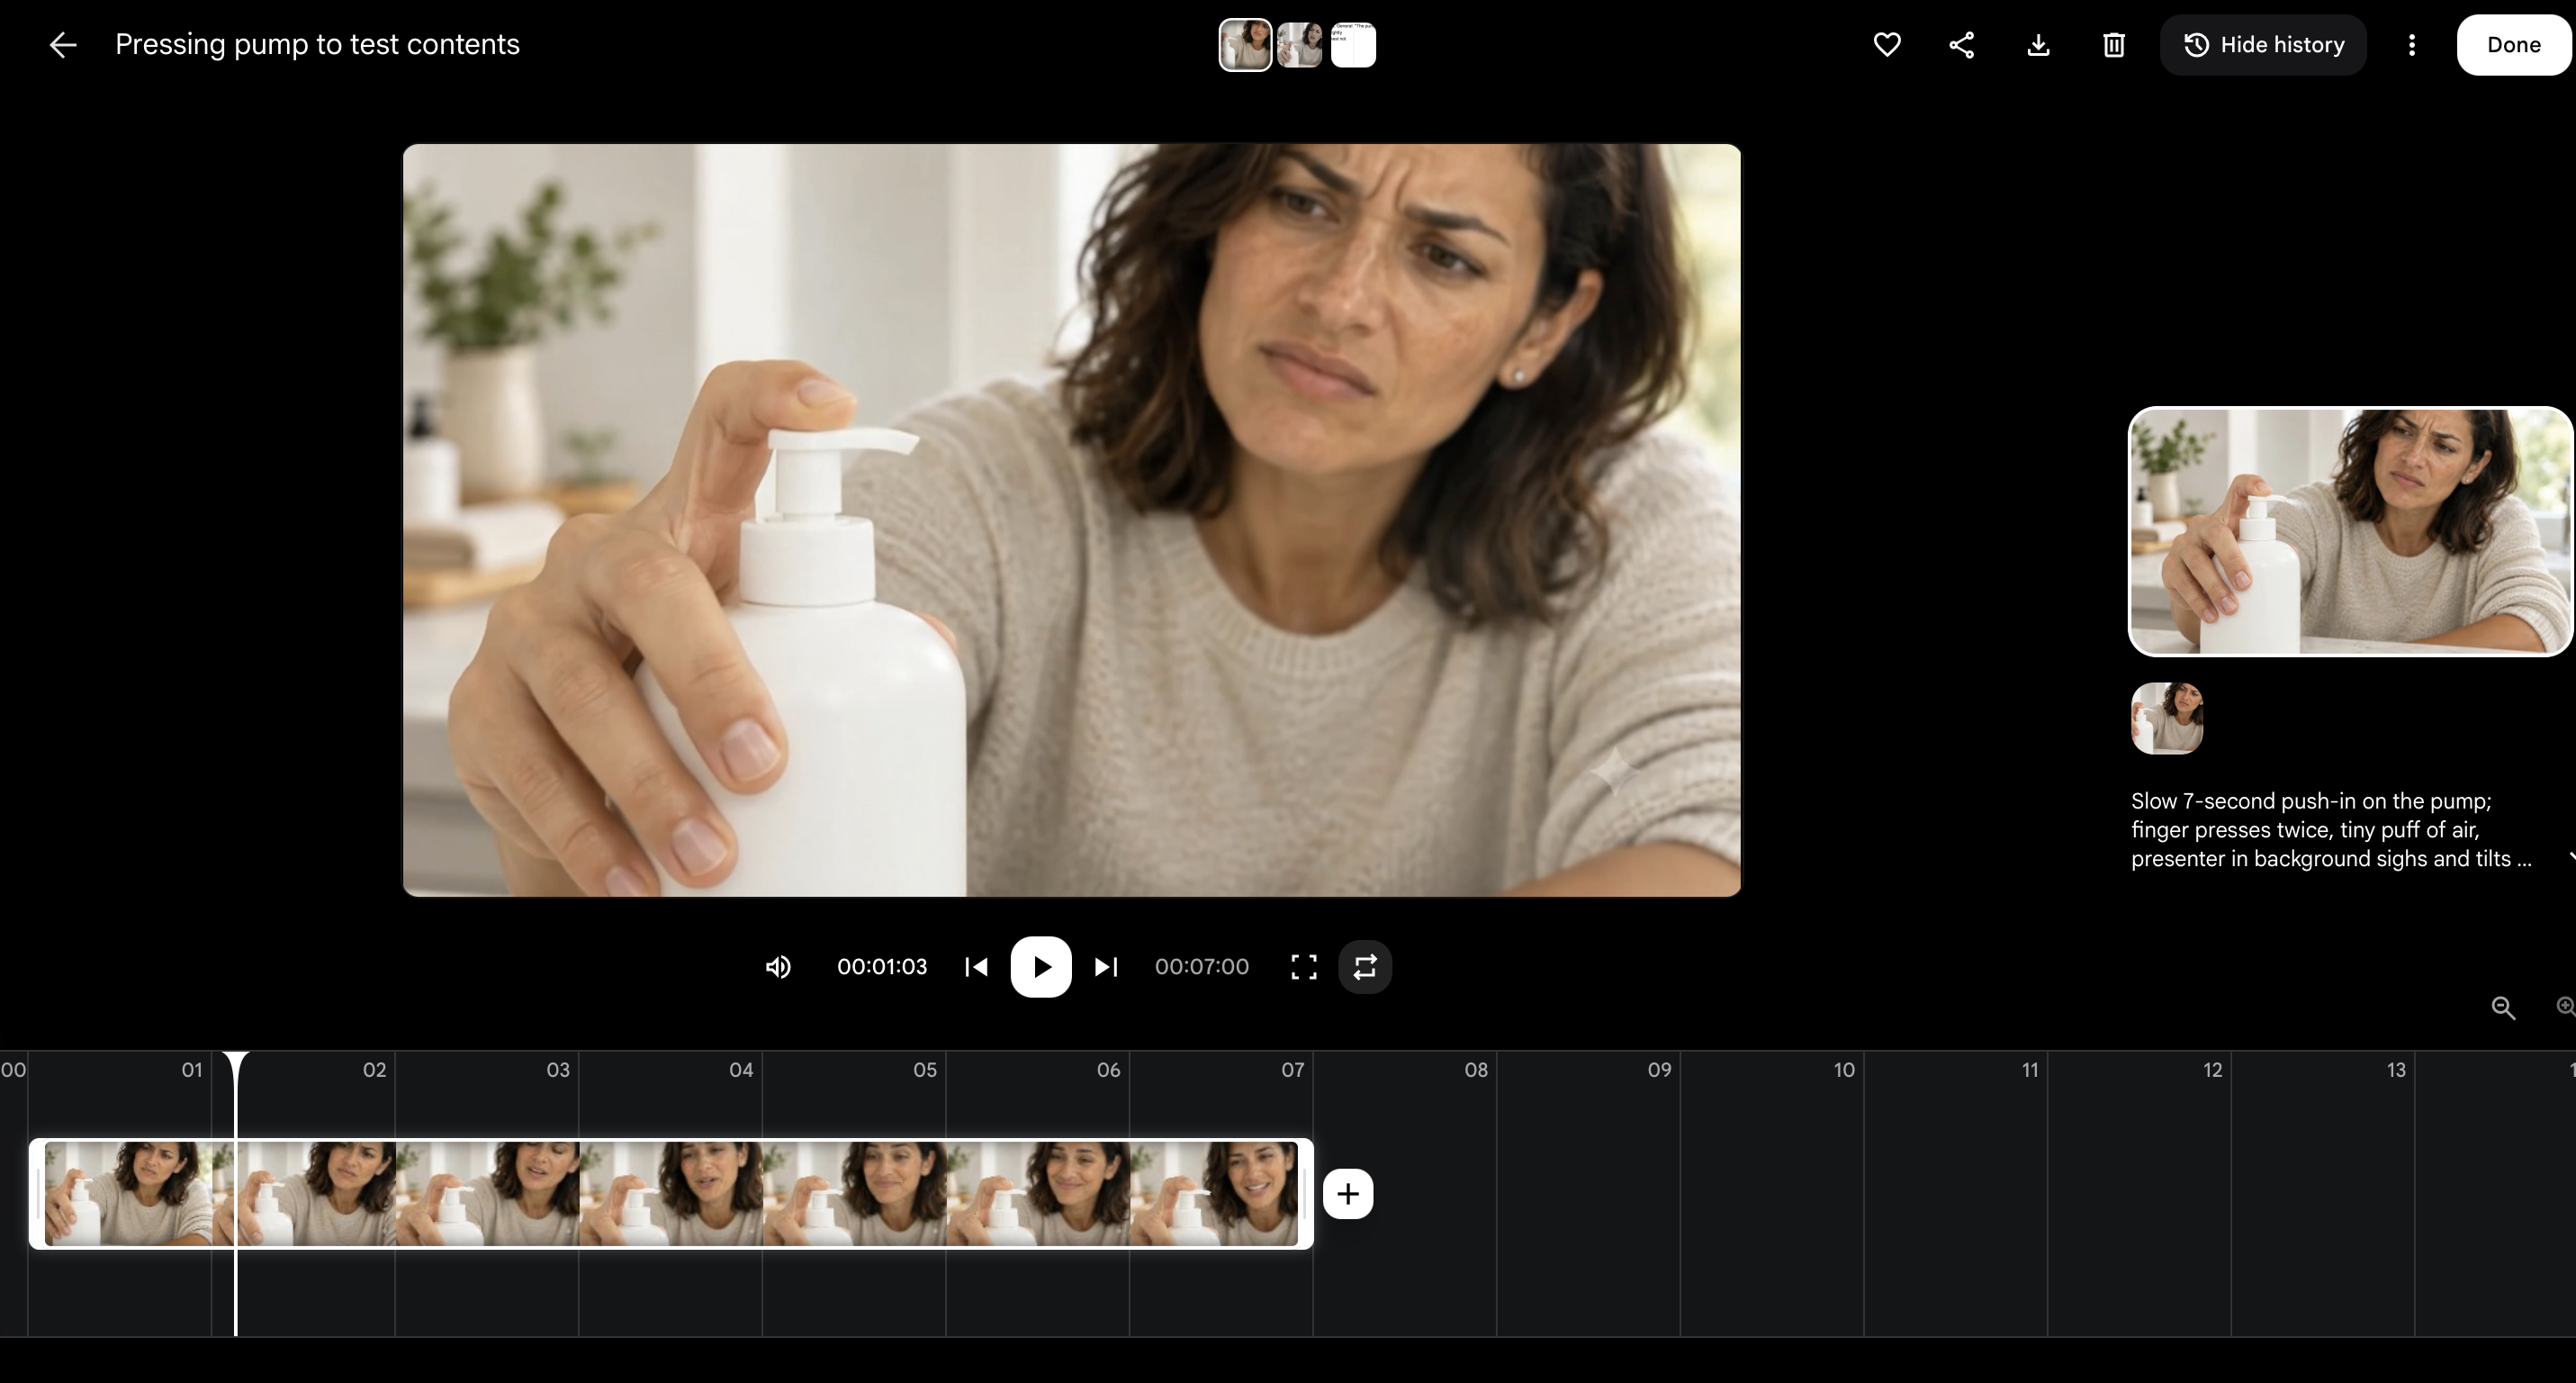 Pressing pump to test contents
Hide history
Done
Slow 7-second push-in on the pump;
finger presses twice, tiny puff of air,
presenter in background sighs and tilts ...
00:01:03
00:07:00
00
01
02
03
04
05
06
07
08
09
10
11
12
13